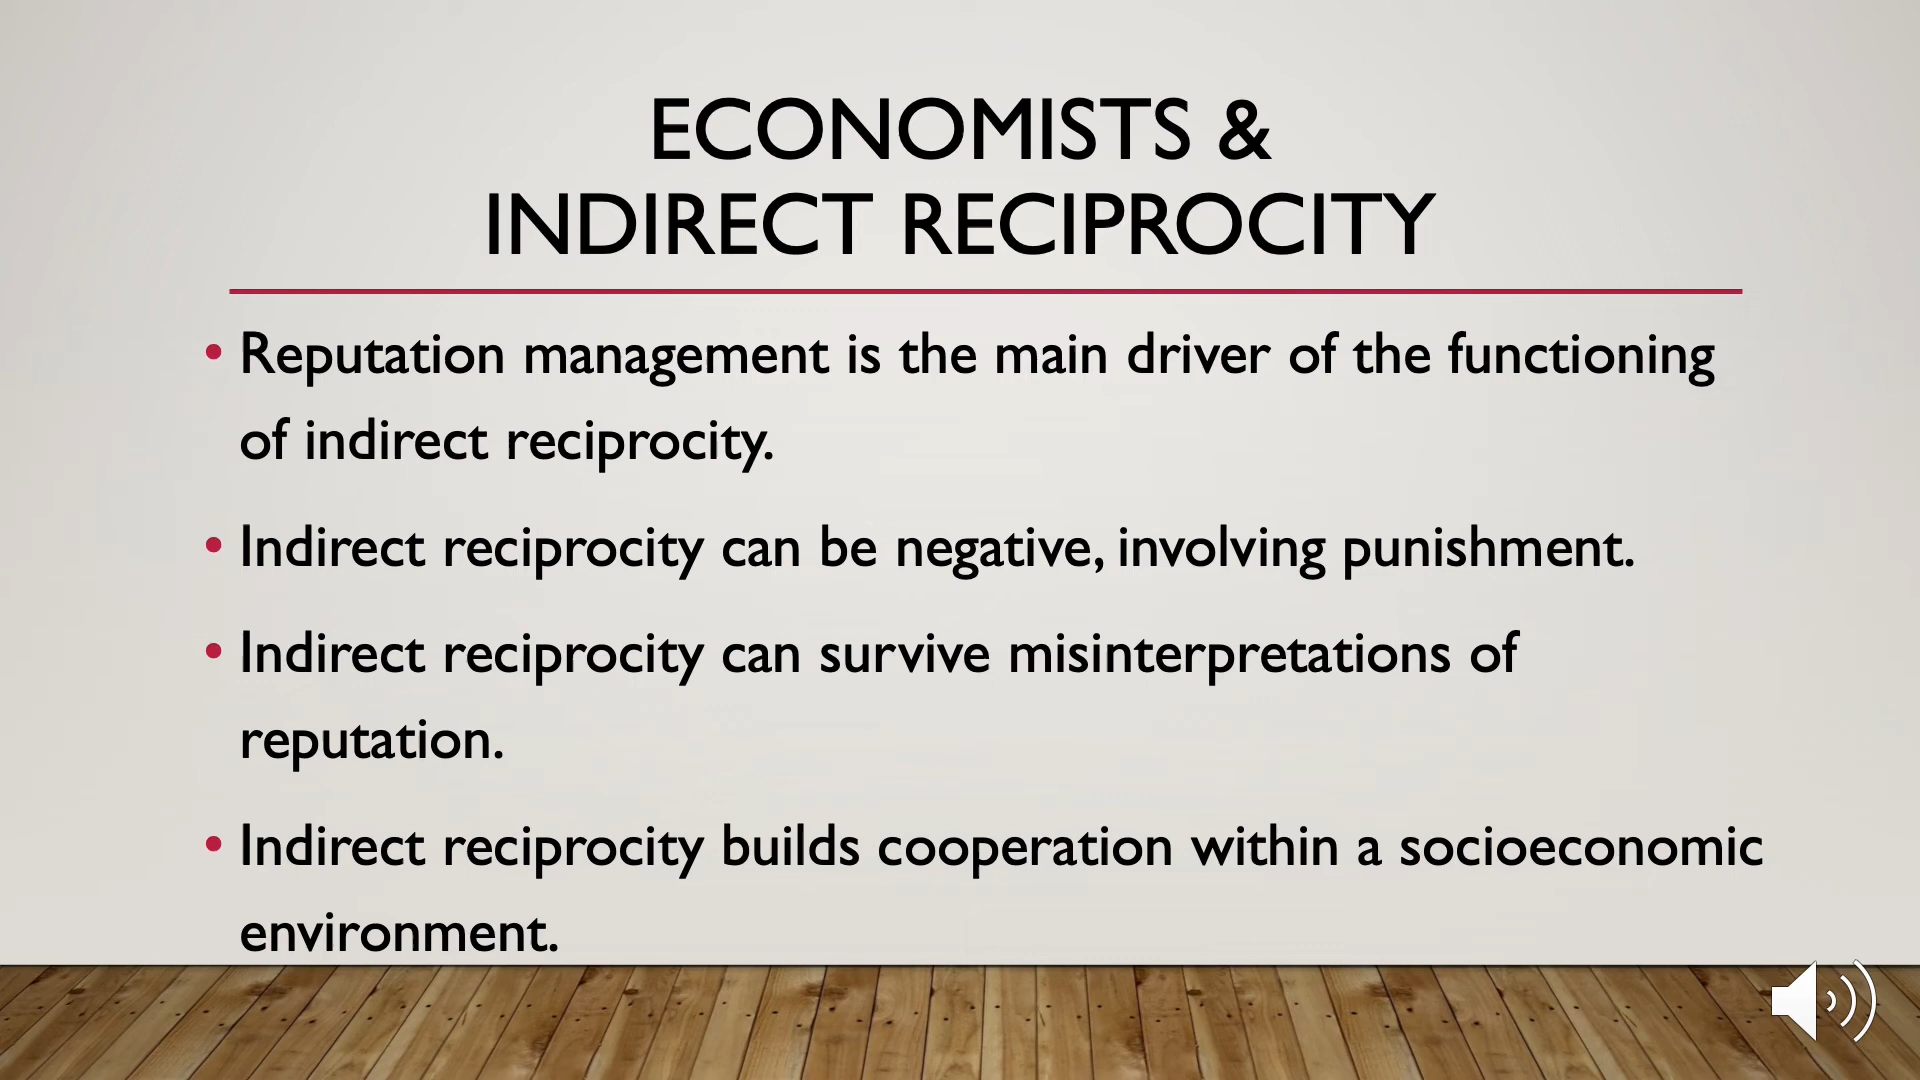 ECONOMISTS &
INDIRECT RECIPROCITY
• Reputation management is the main driver of the functioning
of indirect reciprocity.
• Indirect reciprocity can be negative, involving punishment.
• Indirect reciprocity can survive misinterpretations of
reputation.
• Indirect reciprocity builds cooperation within a socioeconomic
environment.